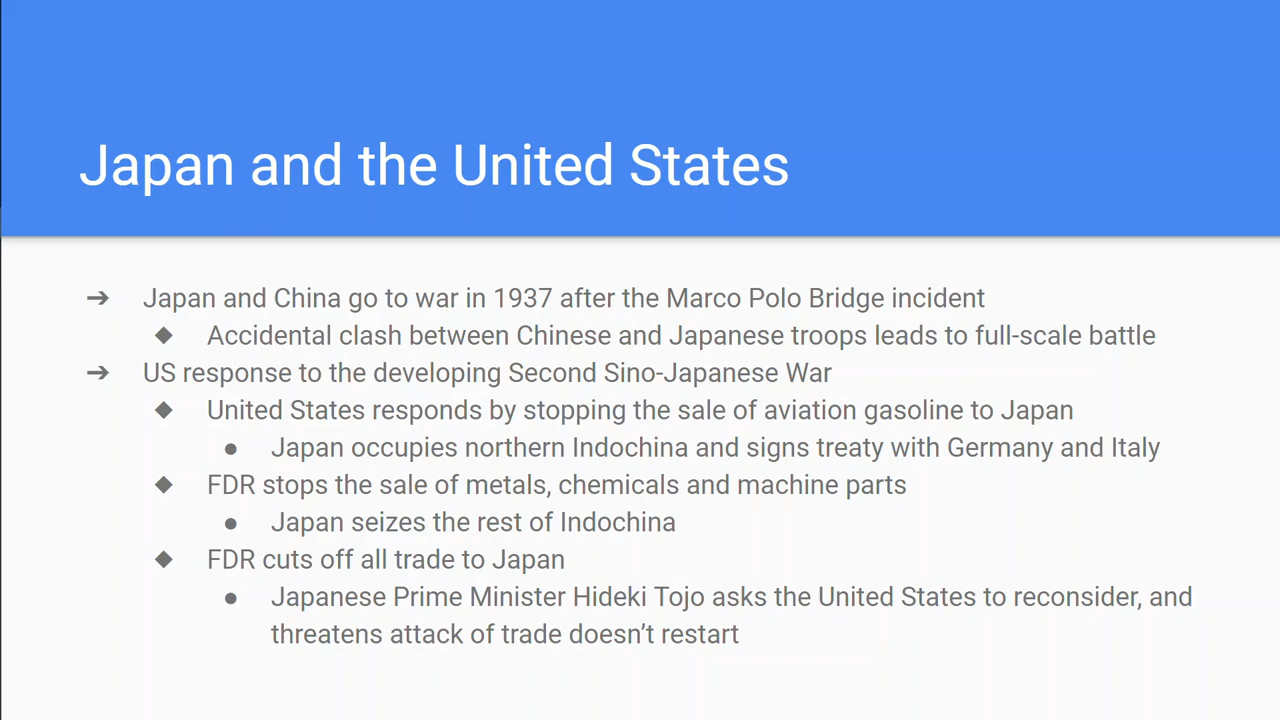 Japan and the United States
➔ Japan and China go to war in 1937 after the Marco Polo Bridge incident
◆ Accidental clash between Chinese and Japanese troops leads to full-scale battle
➔ US response to the developing Second Sino-Japanese War
◆ United States responds by stopping the sale of aviation gasoline to Japan
● Japan occupies northern Indochina and signs treaty with Germany and Italy
◆ FDR stops the sale of metals, chemicals and machine parts
● Japan seizes the rest of Indochina
◆ FDR cuts off all trade to Japan
● Japanese Prime Minister Hideki Tojo asks the United States to reconsider, and
threatens attack of trade doesn’t restart